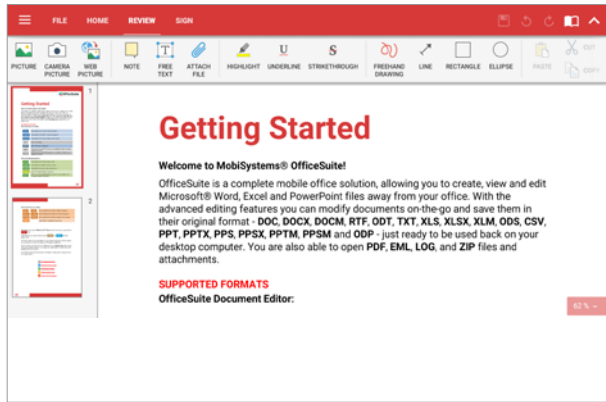 FILE HOME REVIEW SIGN
PICTURE CAMERA PICTURE WEB PICTURE NOTE FREE TEXT ATTACH FILE HIGHLIGHT U UNDERLINE S STRIKETHROUGH FREEHAND DRAWING LINE RECTANGLE ELLIPSE PASTE CUT
COPY
1
Getting Started
2
Getting Started
Welcome to MobiSystems® OfficeSuite!
OfficeSuite is a complete mobile office solution, allowing you to create, view and edit
Microsoft® Word, Excel and PowerPoint files away from your office. With the
advanced editing features you can modify documents on-the-go and save them in
their original format - DOC, DOCX, DOCM, RTF, ODT, TXT, XLS, XLSX, XLM, ODS, CSV,
PPT, PPTX, PPS, PPSX, PPTM, PPSM and ODP - just ready to be used back on your
desktop computer. You are also able to open PDF, EML, LOG, and ZIP files and
attachments.
SUPPORTED FORMATS
OfficeSuite Document Editor:
62 %